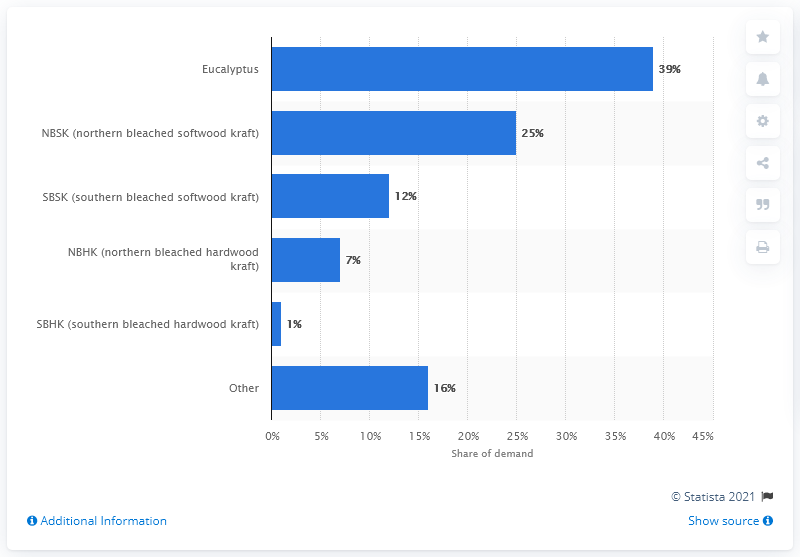 Eucalyptus 39%
NBSK (northern bleached softwood kraft) 25%
SBSK (southern bleached softwood kraft) 12%
NBHK (northern bleached hardwood
kraft) 7%
SBHK (southern bleached hardwood kraft) 1%
Other 16%
0% 5% 10% 15% 20% 25% 30% 35% 40% 45%
Share of demand
© Statista 2021
Additional Information Show source